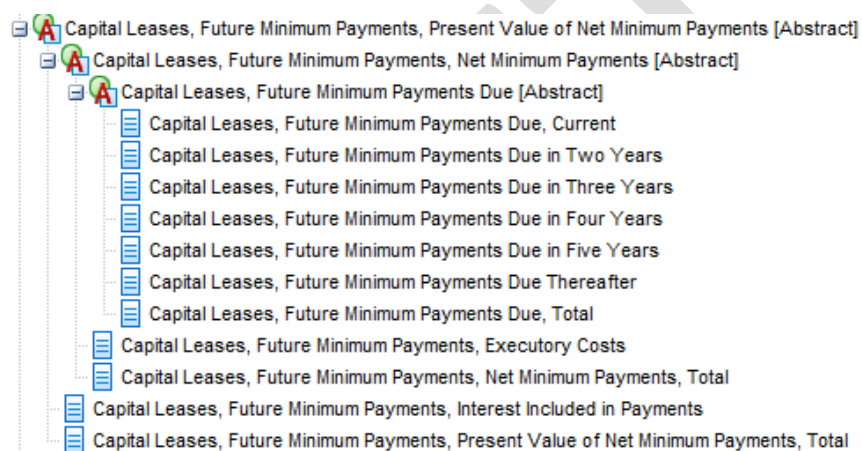 Capital Leases, Future Minimum Payments, Present Value of Net Minimum Payments [Abstract]
Capital Leases, Future Minimum Payments, Net Minimum Payments [Abstract]
Capital Leases, Future Minimum Payments Due [Abstract]
Capital Leases, Future Minimum Payments Due, Current
Capital Leases, Future Minimum Payments Due in Two Years
Capital Leases, Future Minimum Payments Due in Three Years
Capital Leases, Future Minimum Payments Due in Four Years
Capital Leases, Future Minimum Payments Due in Five Years
Capital Leases, Future Minimum Payments Due Thereafter
Capital Leases, Future Minimum Payments Due, Total
Capital Leases, Future Minimum Payments, Executory Costs
Capital Leases, Future Minimum Payments, Net Minimum Payments, Total
Capital Leases, Future Minimum Payments, Interest Included in Payments
Capital Leases, Future Minimum Payments, Present Value of Net Minimum Payments, Total